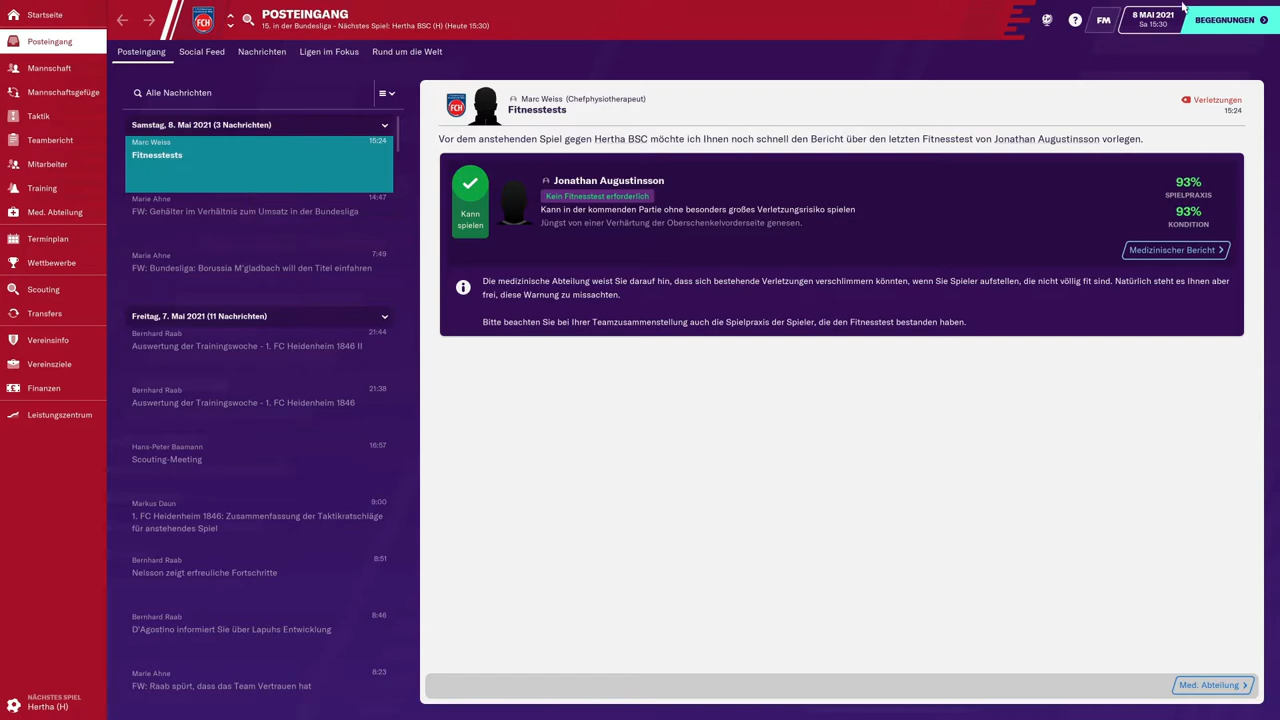 Startseite
Posteingang
Mannschaft
Mannschaftsgefüge
Taktik
Teambericht
Mitarbeiter
Training
Med. Abteilung
Terminplan
Wettbewerbe
Scouting
Transfers
Vereinsinfo
Vereinsziele
Finanzen
Leistungszentrum
NÄCHSTES SPIEL
Hertha (H)
FCH
POSTEINGANG
15. in der Bundesliga - Nächstes Spiel: Hertha BSC (H) (Heute 15:30)
?
FM
8 MAI 2021
Sa 15:30
BEGEGNUNGEN
Posteingang Social Feed Nachrichten Ligen im Fokus Rund um die Welt
Alle Nachrichten
Samstag, 8. Mai 2021 (3 Nachrichten)
Marc Weiss 15:24
Fitnesstests
Marie Ahne 14:47
FW: Gehälter im Verhältnis zum Umsatz in der Bundesliga
Marie Ahne 7:49
FW: Bundesliga: Borussia M'gladbach will den Titel einfahren
Freitag, 7. Mai 2021 (11 Nachrichten)
Bernhard Raab 21:44
Auswertung der Trainingswoche - 1. FC Heidenheim 1846 II
Bernhard Raab 21:38
Auswertung der Trainingswoche - 1. FC Heidenheim 1846
Hans-Peter Baamann 16:57
Scouting-Meeting
Markus Daun 9:00
1. FC Heidenheim 1846: Zusammenfassung der Taktikratschläge
für anstehendes Spiel
Bernhard Raab 8:51
Nelsson zeigt erfreuliche Fortschritte
Bernhard Raab 8:46
D'Agostino informiert Sie über Lapuhs Entwicklung
Marie Ahne 8:23
FW: Raab spürt, dass das Team Vertrauen hat
FCH
Marc Weiss (Chefphysiotherapeut)
Fitnesstests
Verletzungen
15:24
Vor dem anstehenden Spiel gegen Hertha BSC möchte ich Ihnen noch schnell den Bericht über den letzten Fitnesstest von Jonathan Augustinsson vorlegen.
Kann
spielen
Jonathan Augustinsson
Kein Fitnesstest erforderlich
Kann in der kommenden Partie ohne besonders großes Verletzungsrisiko spielen
Jüngst von einer Verhärtung der Oberschenkelvorderseite genesen.
93%
SPIELPRAXIS
93%
KONDITION
Medizinischer Bericht
Die medizinische Abteilung weist Sie darauf hin, dass sich bestehende Verletzungen verschlimmern könnten, wenn Sie Spieler aufstellen, die nicht völlig fit sind. Natürlich steht es Ihnen aber
frei, diese Warnung zu missachten.
Bitte beachten Sie bei Ihrer Teamzusammenstellung auch die Spielpraxis der Spieler, die den Fitnesstest bestanden haben.
Med. Abteilung